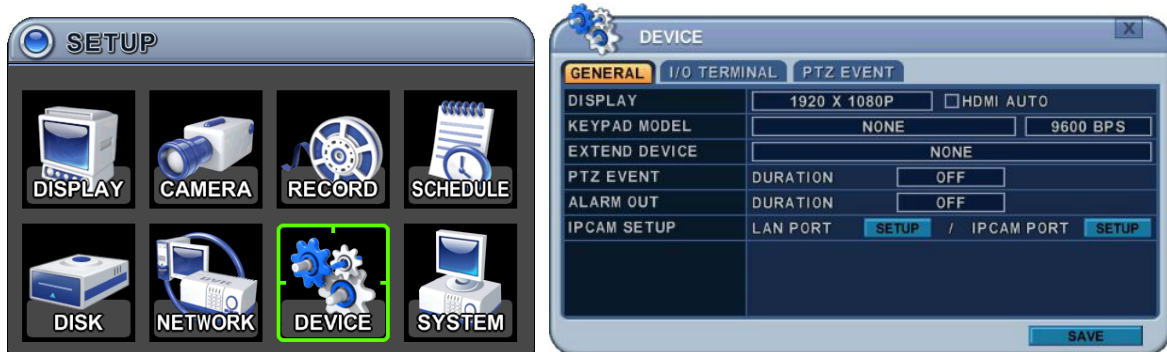 SETUP
DISPLAY CAMERA RECORD SCHEDULE
DISK NETWORK DEVICE SYSTEM
DEVICE X
GENERAL I/O TERMINAL PTZ EVENT
DISPLAY 1920 X 1080P HDMI AUTO
KEYPAD MODEL NONE 9600 BPS
EXTEND DEVICE NONE
PTZ EVENT DURATION OFF
ALARM OUT DURATION OFF
IPCAM SETUP LAN PORT SETUP / IPCAM PORT SETUP
SAVE